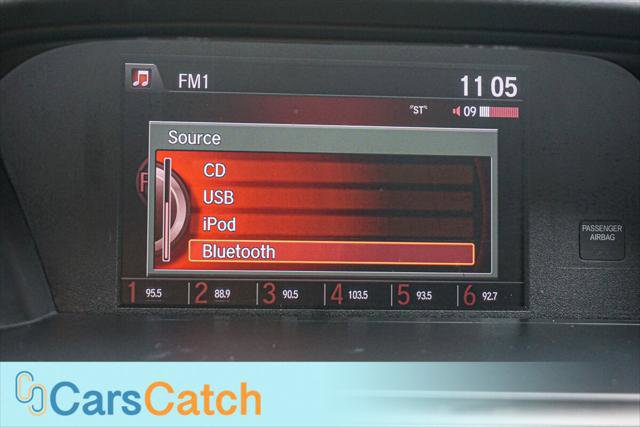 FM1
11 05
"ST"
09
Source
CD
USB
iPod
Bluetooth
PASSENGER
AIRBAG
1 95.5 2 88.9 3 90.5 4 103.5 5 93.5 6 92.7
CarsCatch